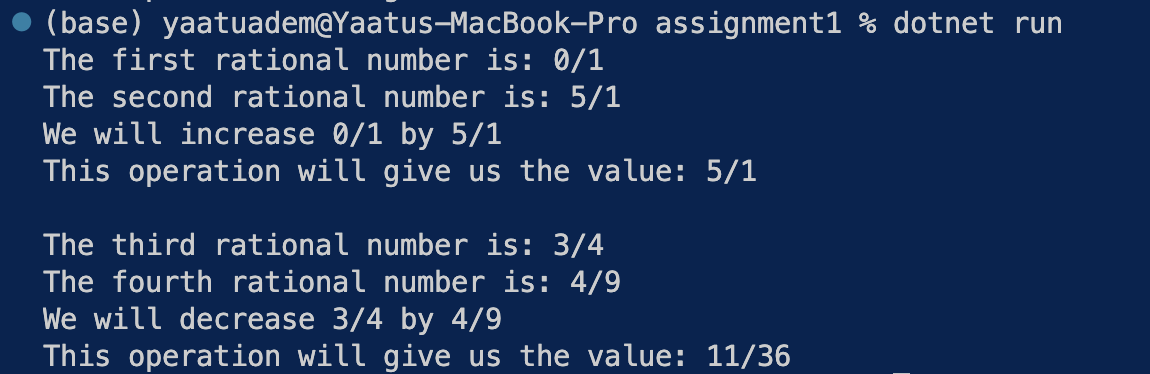 (base) yaatuadem@Yaatus-MacBook-Pro assignment1 % dotnet run
The first rational number is: 0/1
The second rational number is: 5/1
We will increase 0/1 by 5/1
This operation will give us the value: 5/1
The third rational number is: 3/4
The fourth rational number is: 4/9
We will decrease 3/4 by 4/9
This operation will give us the value: 11/36